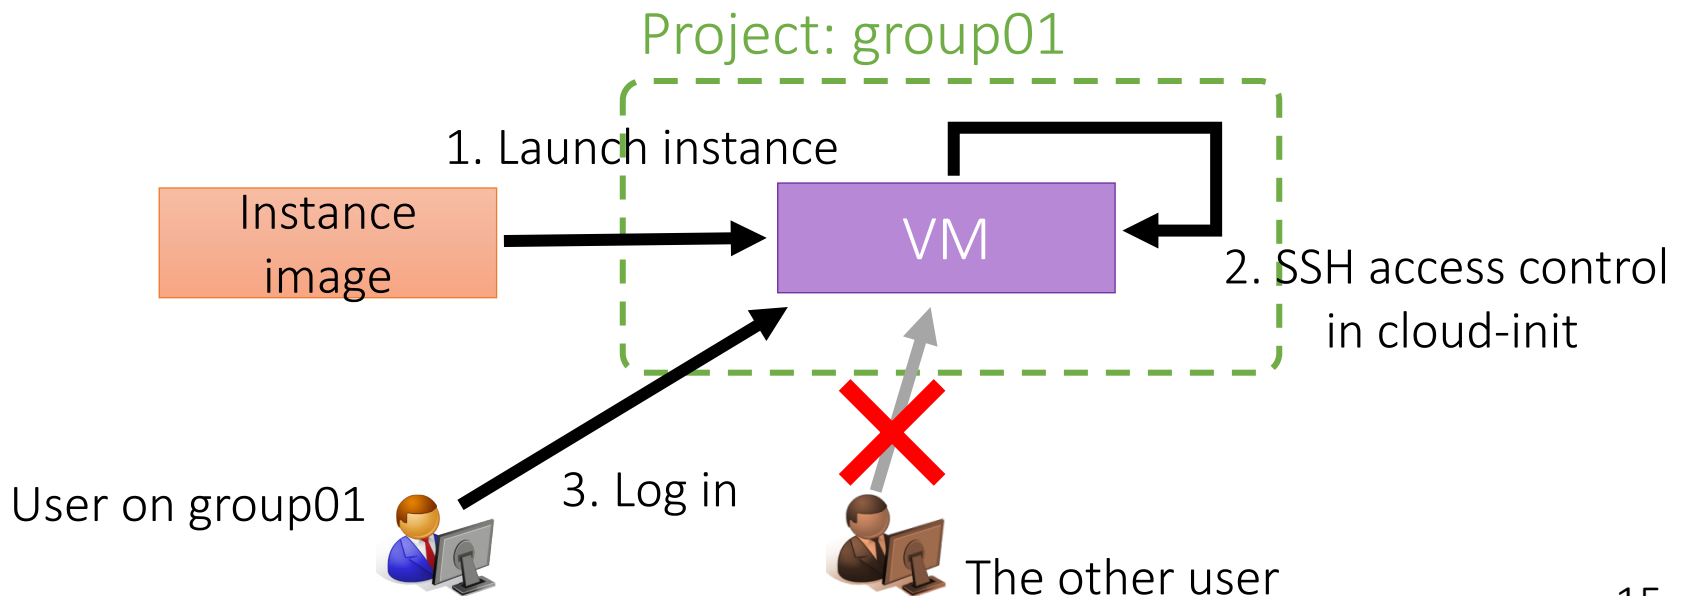 Project: group01
1. Launch instance
Instance
image
VM
2. SSH access control
in cloud-init
User on group01
3. Log in
The other user
15